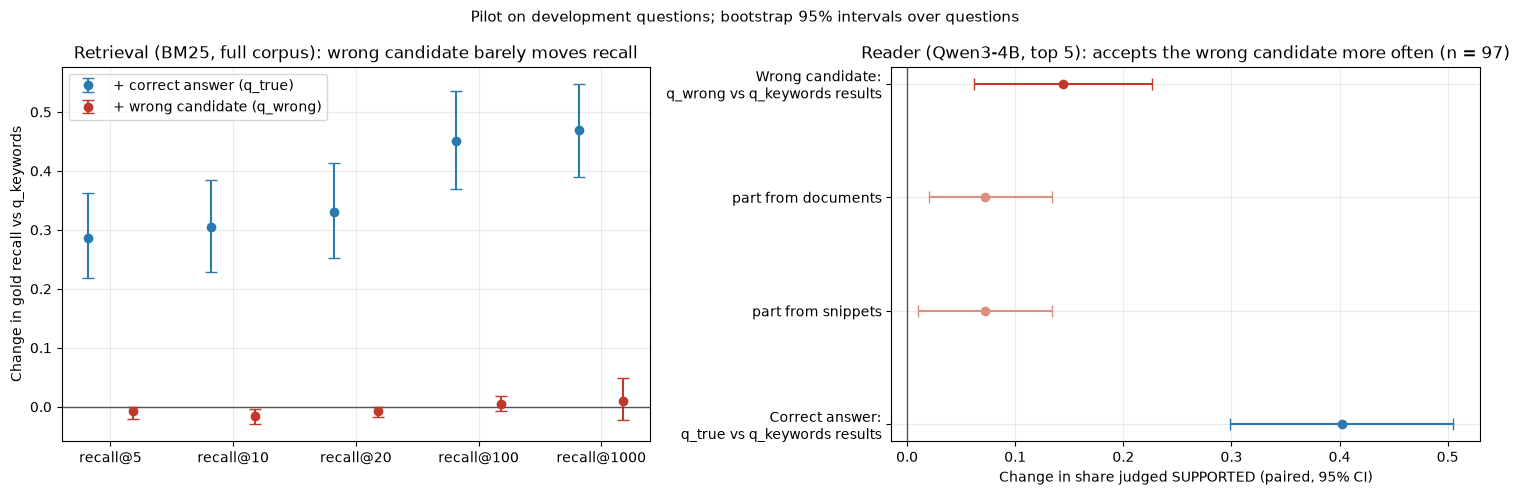 Pilot on development questions; bootstrap 95% intervals over questions
Retrieval (BM25, full corpus): wrong candidate barely moves recall
+ correct answer (q_true)
+ wrong candidate (q_wrong)
Change in gold recall vs q_keywords
0.5
0.4
0.3
0.2
0.1
0.0
recall@5
recall@10
recall@20
recall@100
recall@1000
Reader (Qwen3-4B, top 5): accepts the wrong candidate more often (n = 97)
Wrong candidate:
q_wrong vs q_keywords results
part from documents
part from snippets
Correct answer:
q_true vs q_keywords results
0.0
0.1
0.2
0.3
0.4
0.5
Change in share judged SUPPORTED (paired, 95% CI)